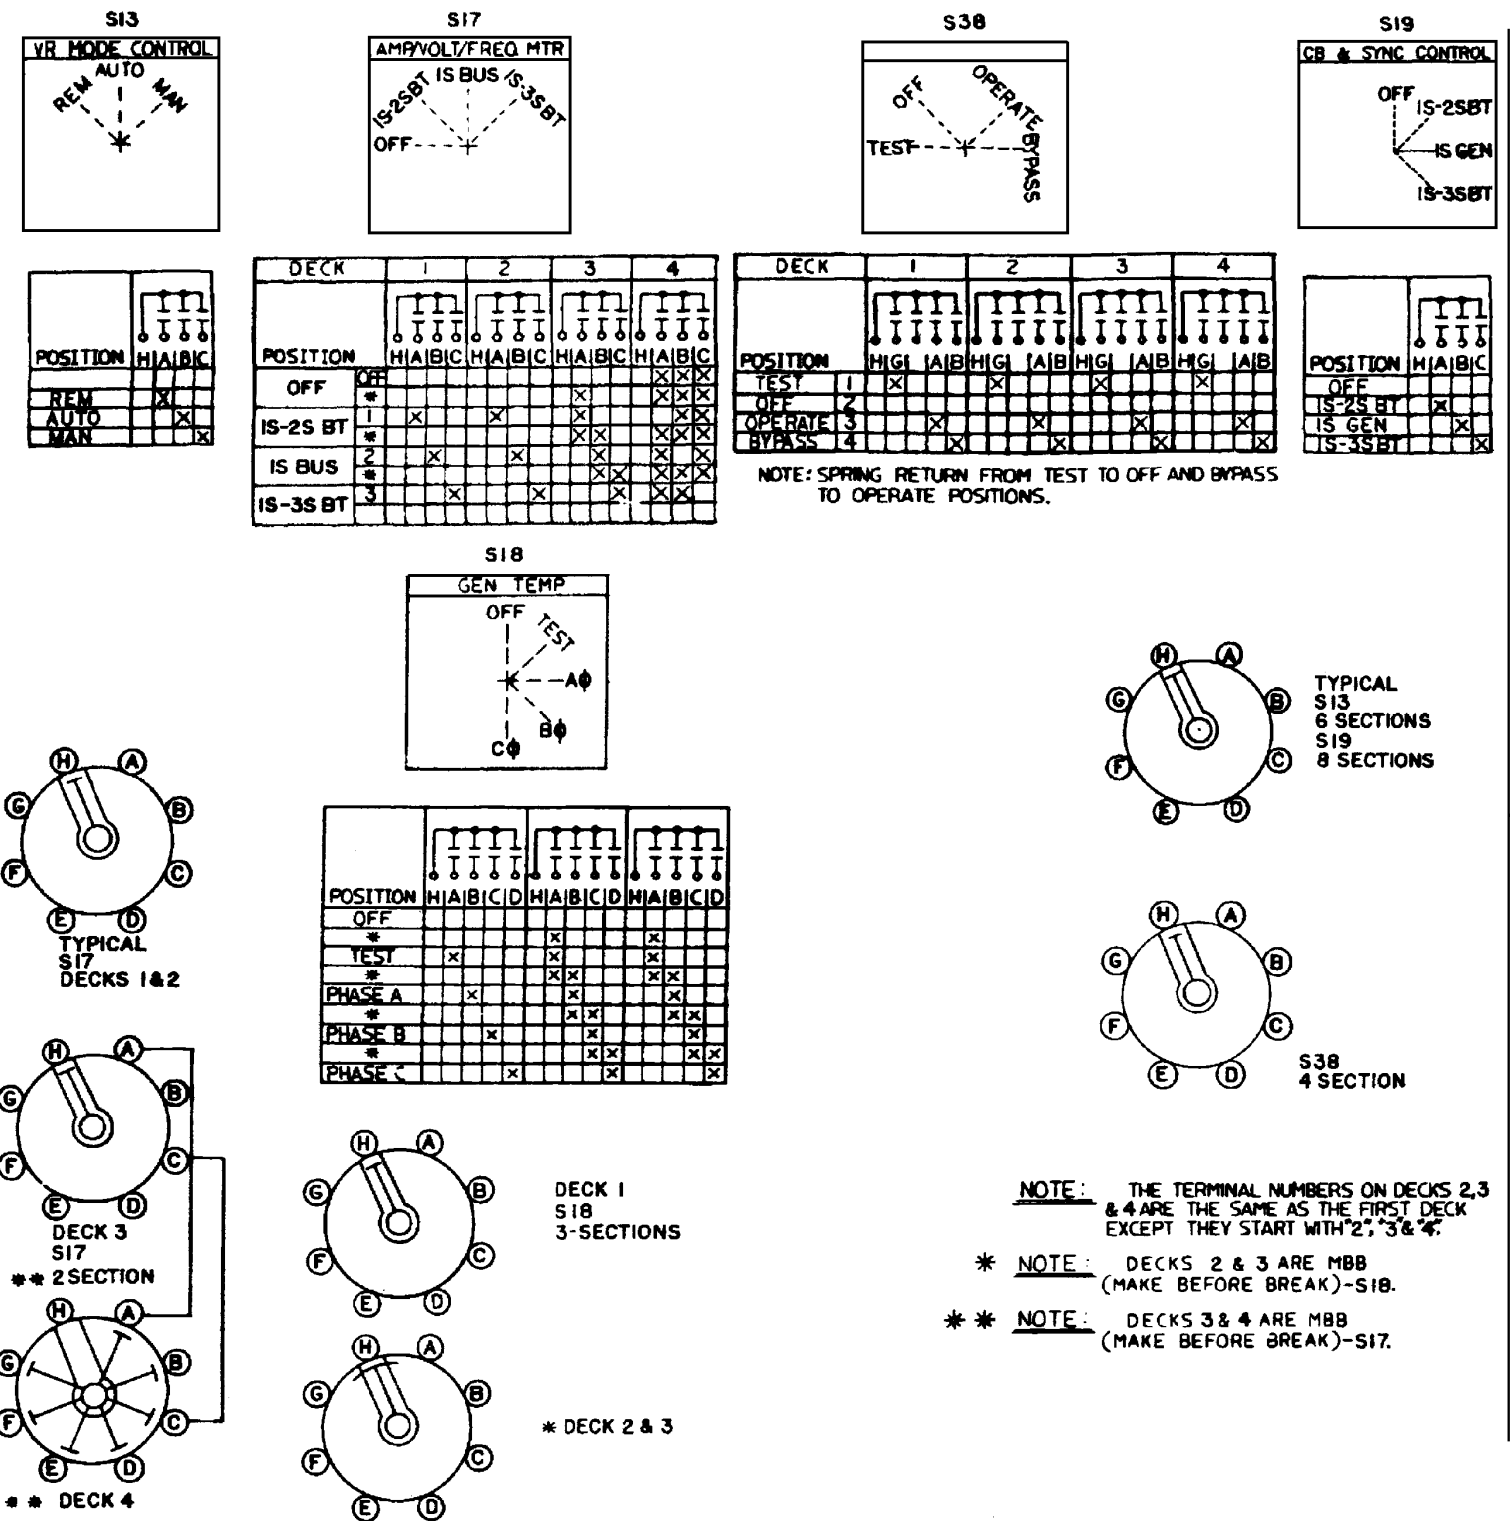 S13
VR MODE CONTROL
REM
AUTO
MAN
S17
AMP/VOLT/FREQ MTR
OFF
IS-2SBT
IS BUS
IS-3SBT
S38
TEST
OFF
OPERATE
BYPASS
S19
CB & SYNC CONTROL
OFF
IS-2SBT
IS GEN
IS-3SBT
POSITION H A B C
REM X
AUTO X
MAN X
DECK 1 2 3 4
POSITION H A B C H A B C H A B C H A B C
OFF OFF X X X
* X X X X
IS-2S BT 1 X X X X X
* X X X X X
IS BUS 2 X X X X X
* X X X X X
IS-3S BT 3 X X X X X
DECK 1 2 3 4
POSITION H G A B H G A B H G A B H G A B
TEST 1 X X X X
OFF 2
OPERATE 3 X X X X
BYPASS 4 X X X X
NOTE: SPRING RETURN FROM TEST TO OFF AND BYPASS
TO OPERATE POSITIONS.
POSITION H A B C
OFF
IS-2S BT X
IS GEN X
IS-3SBT X
S18
GEN TEMP
OFF
TEST
AΦ
BΦ
CΦ
POSITION H A B C D H A B C D H A B C D
OFF
* X X
TEST X X X
* X X X X
PHASE A X X X
* X X X X
PHASE B X X X
* X X X X
PHASE C X X X
H A B C D E F G
TYPICAL
S17
DECKS 1&2
H A B C D E F G
DECK 3
S17
** 2 SECTION
H A B C D E F G
** DECK 4
H A B C D E F G
DECK 1
S18
3-SECTIONS
H A B C D E F G
* DECK 2 & 3
H A B C D E F G
TYPICAL
S13
6 SECTIONS
S19
8 SECTIONS
H A B C D E F G
S38
4 SECTION
NOTE: THE TERMINAL NUMBERS ON DECKS 2,3
& 4 ARE THE SAME AS THE FIRST DECK
EXCEPT THEY START WITH "2", "3" & "4".
* NOTE: DECKS 2 & 3 ARE MBB
(MAKE BEFORE BREAK)-S18.
** NOTE: DECKS 3 & 4 ARE MBB
(MAKE BEFORE BREAK)-S17.